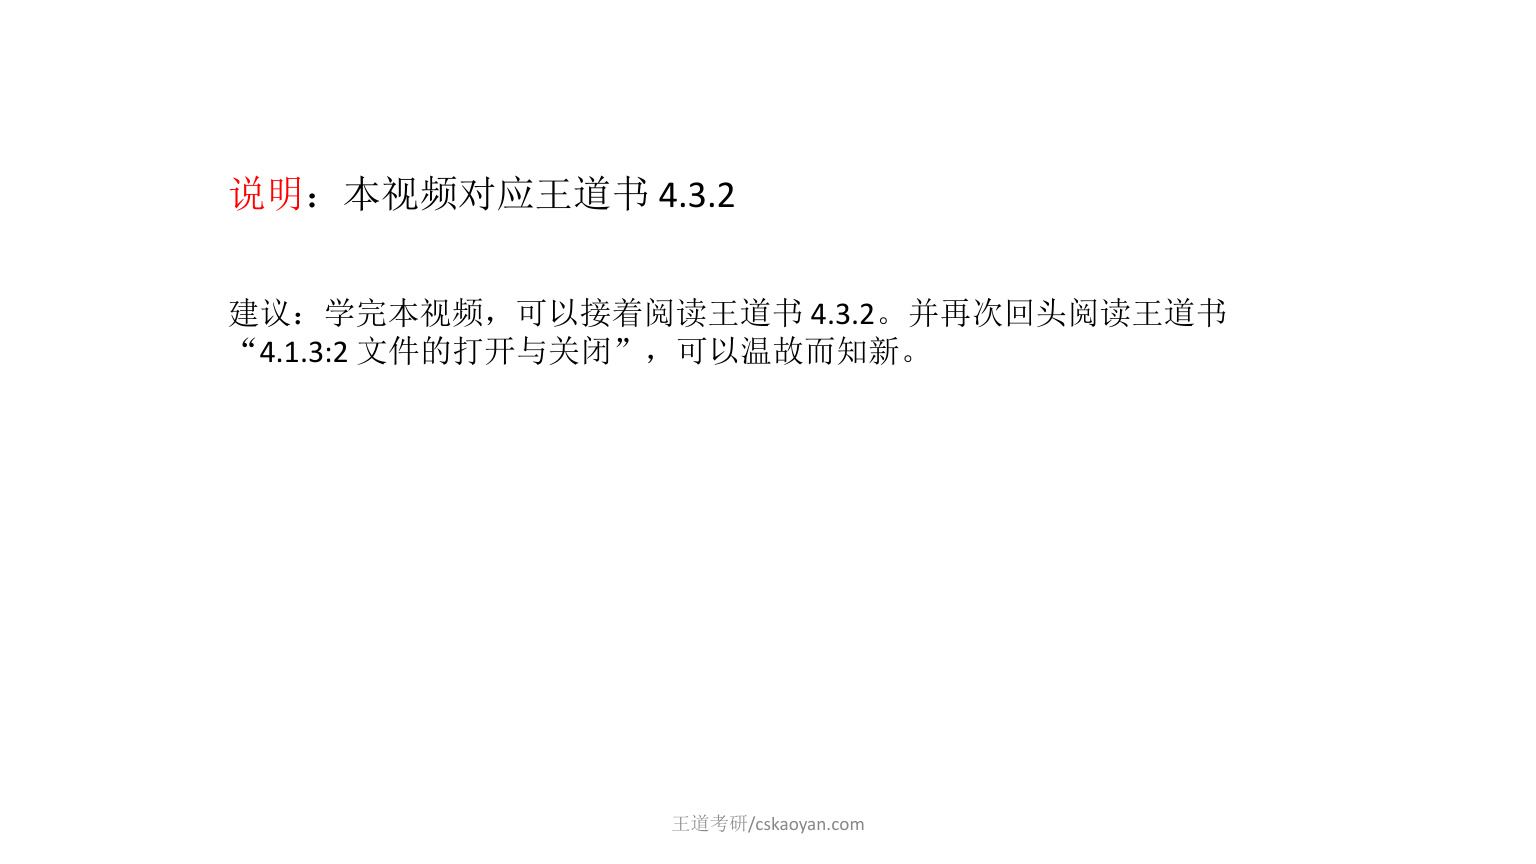 说明：本视频对应王道书 4.3.2
建议：学完本视频，可以接着阅读王道书 4.3.2。并再次回头阅读王道书
“4.1.3:2 文件的打开与关闭”，可以温故而知新。
王道考研/cskaoyan.com